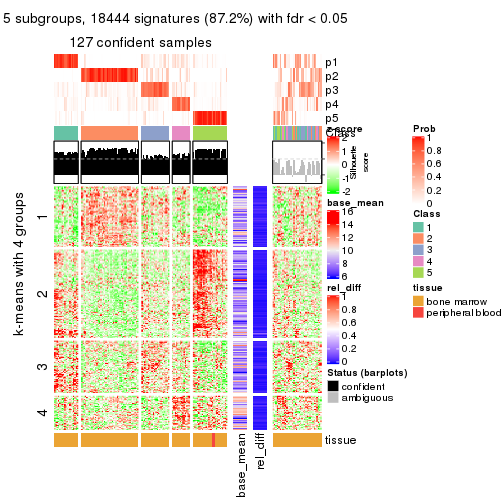 5 subgroups, 18444 signatures (87.2%) with fdr < 0.05
127 confident samples
p1
p2
p3
p4
p5
Class
Silhouette
score
k-means with 4 groups
1
2
3
4
tissue
base_mean
rel_diff
z-score
2
1
0
-1
-2
base_mean
16
14
12
10
8
6
rel_diff
1
0.8
0.6
0.4
0.2
0
Status (barplots)
confident
ambiguous
Prob
1
0.8
0.6
0.4
0.2
0
Class
1
2
3
4
5
tissue
bone marrow
peripheral blood